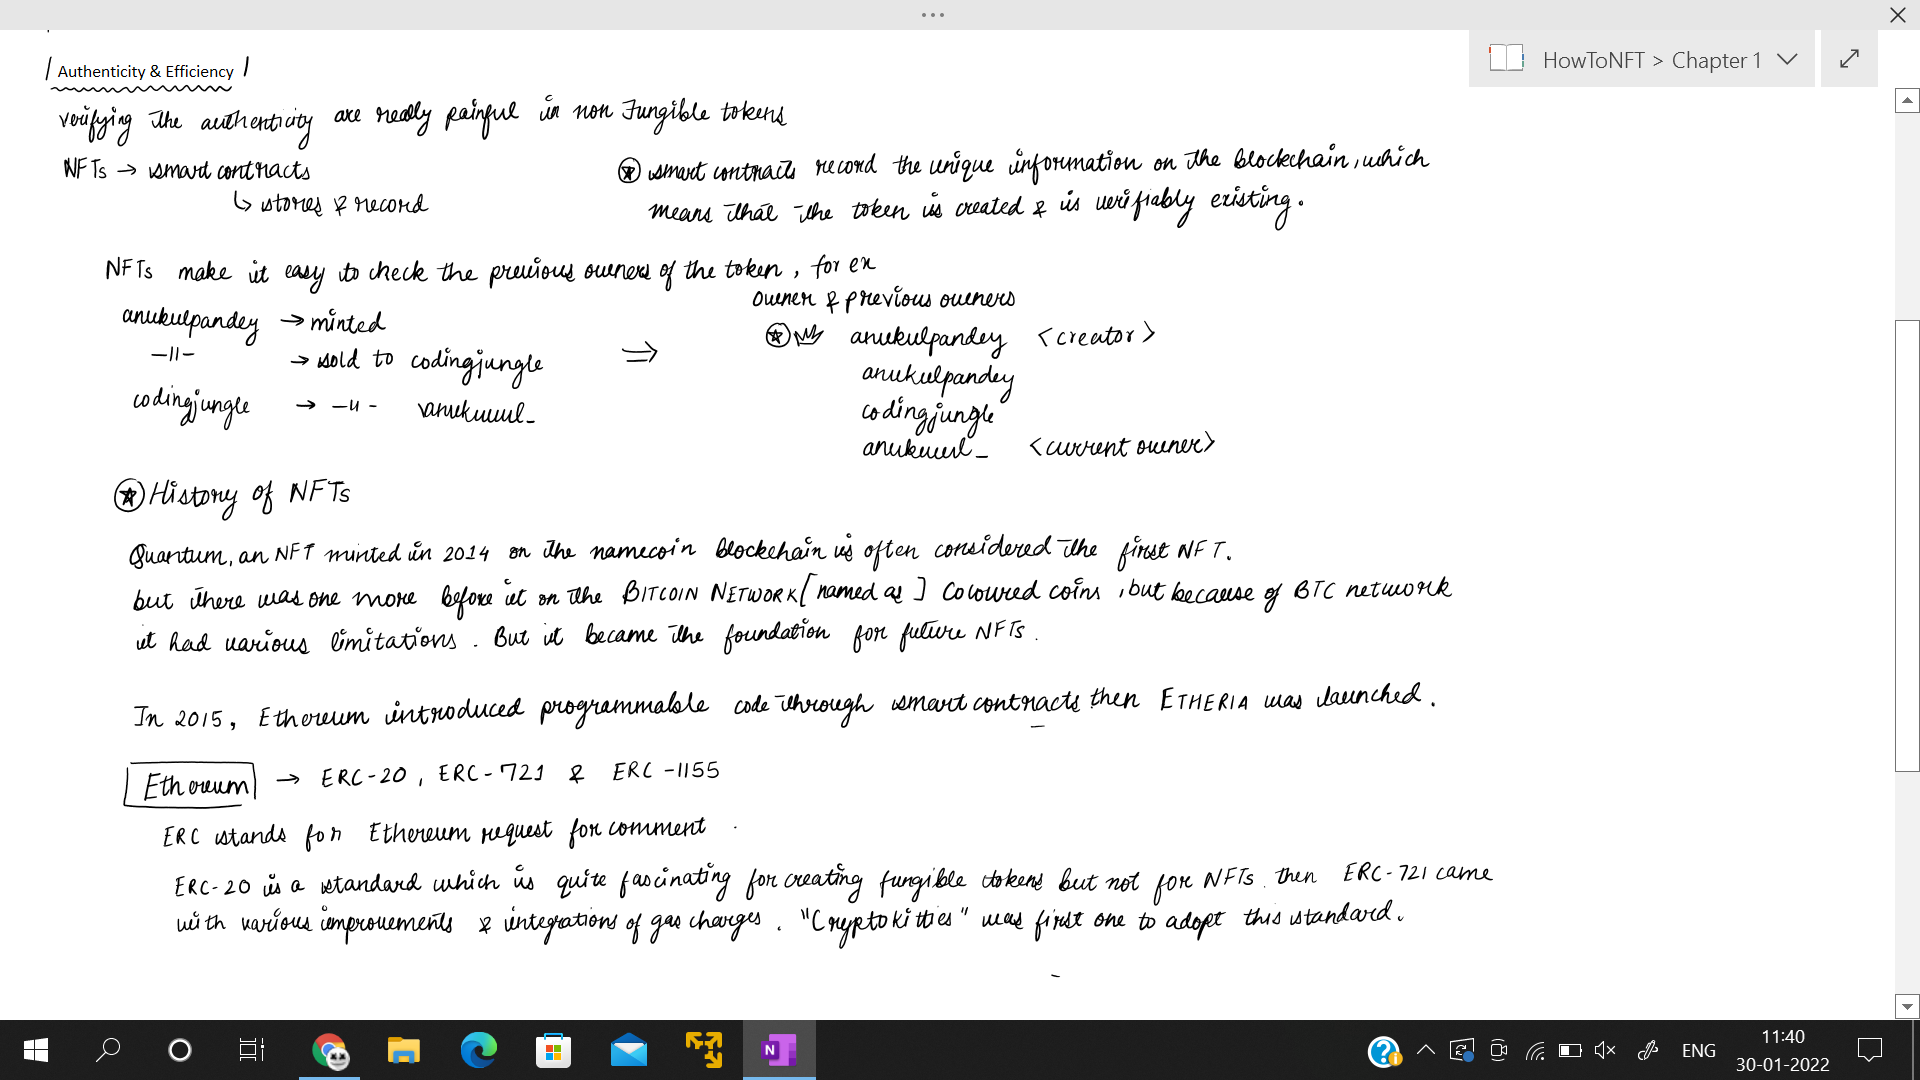 HowToNFT > Chapter 1
Authenticity & Efficiency
verifying the authenticity are really painful in non Fungible tokens
NFTs → smart contracts
↳ stores & record
smart contracts record the unique information on the blockchain, which
means that the token is created & is verifiably existing.
NFTs make it easy to check the previous owners of the token, for ex
anukulpandey → minted
-||- → sold to codingjungle
codingjungle → -||- anukuuul_
⇒
owner & previous owners
anukulpandey <creator>
anukulpandey
codingjungle
anukuuul_ <current owner>
History of NFTs
Quantum, an NFT minted in 2014 on the namecoin blockchain is often considered the first NFT.
but there was one more before it on the BITCOIN NETWORK [named as] Coloured coins, but because of BTC network
it had various limitations. But it became the foundation for future NFTs.
In 2015, Ethereum introduced programmable code through smart contracts then ETHERIA was launched.
Ethereum → ERC-20, ERC-721 & ERC-1155
ERC stands for Ethereum request for comment.
ERC-20 is a standard which is quite fascinating for creating fungible tokens but not for NFTs. then ERC-721 came
with various improvements & integrations of gas charges. "Cryptokitties" was first one to adopt this standard.
ENG
11:40
30-01-2022